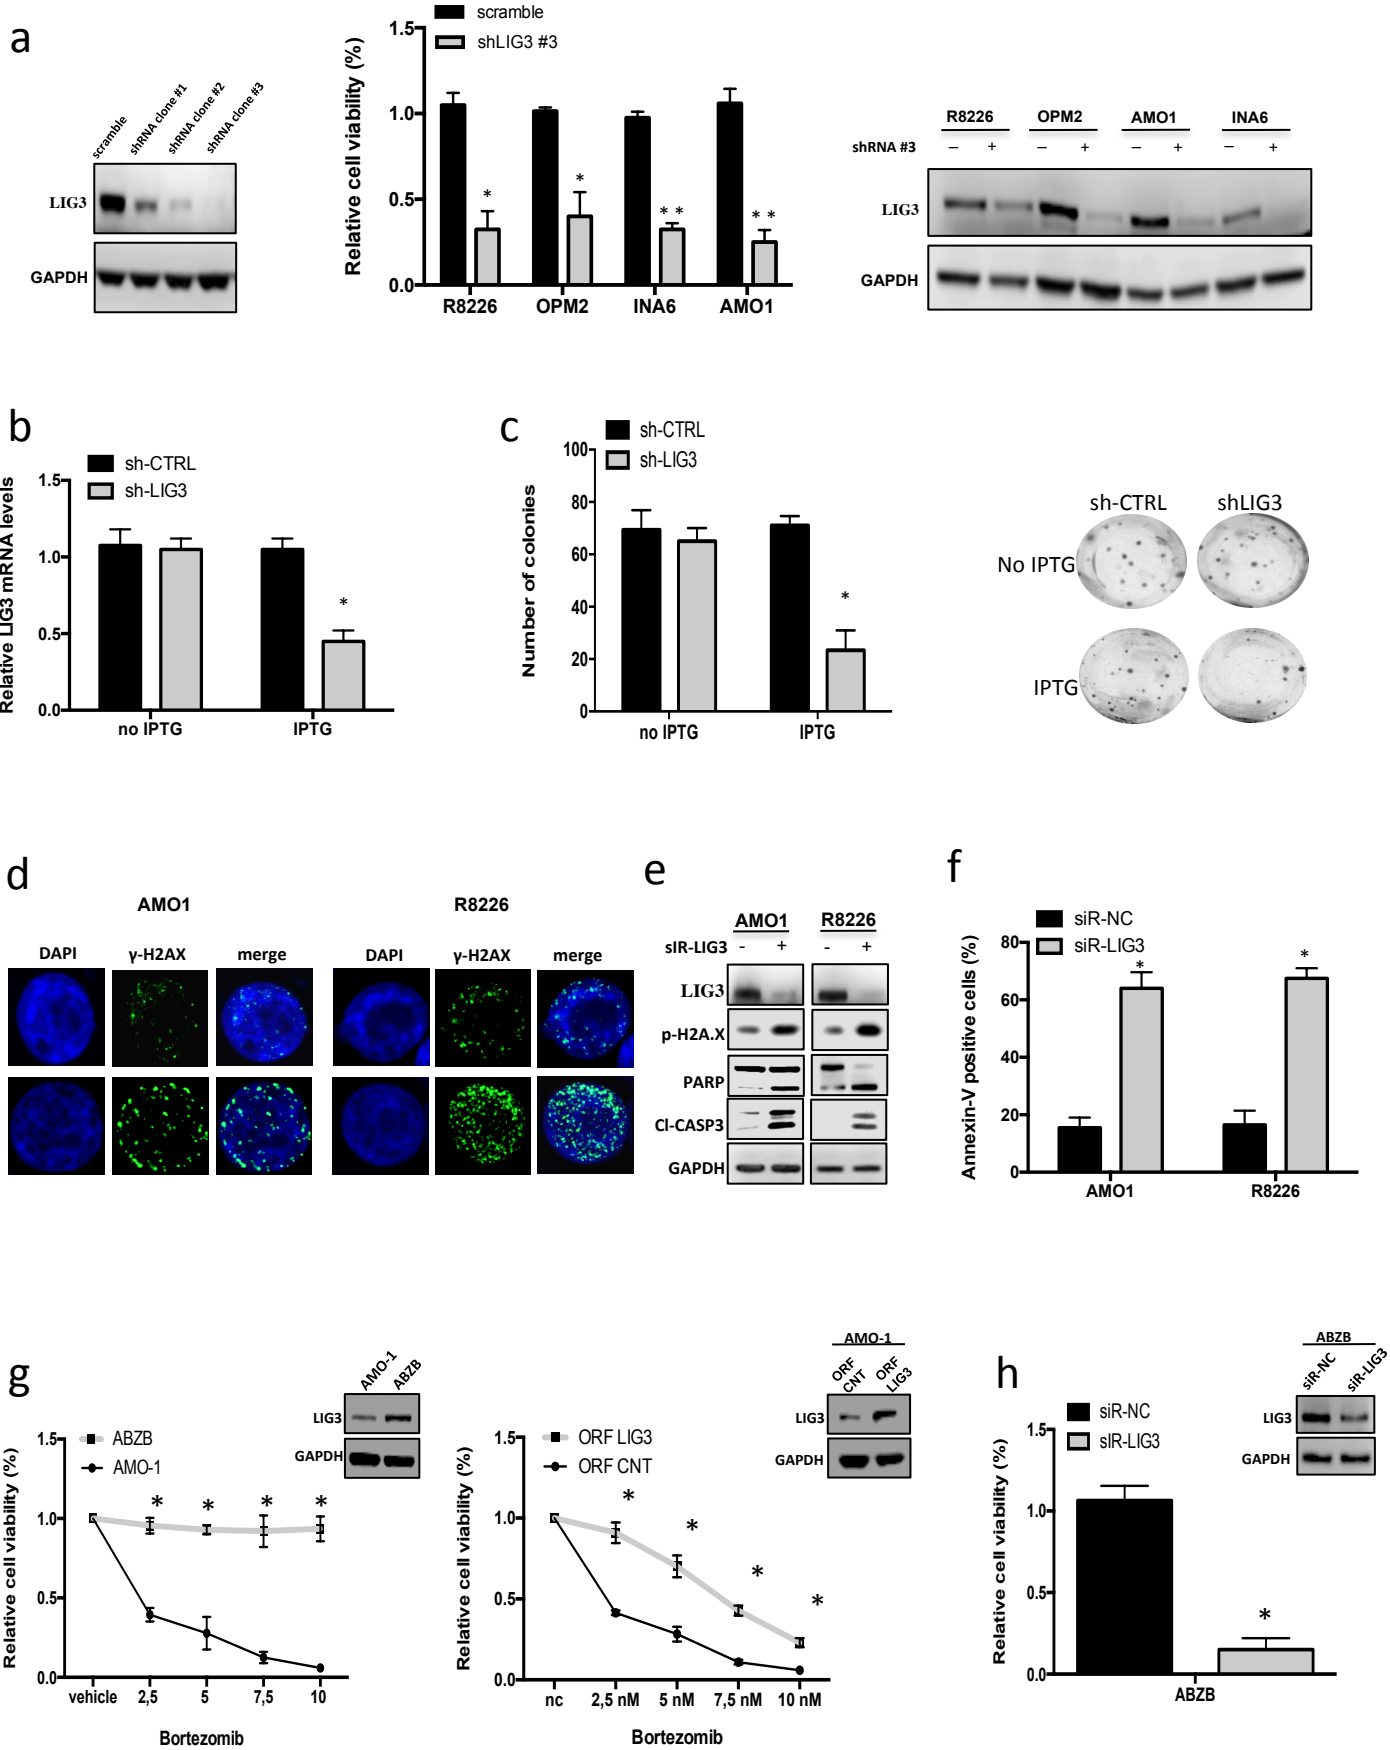 a
scramble
shRNA clone #1
shRNA clone #2
shRNA clone #3
LIG3
GAPDH
scramble
shLIG3 #3
Relative cell viability (%)
1.5
1.0
0.5
0.0
*
*
* *
* *
R8226 OPM2 INA6 AMO1
R8226 OPM2 AMO1 INA6
shRNA #3 – + – + – + – +
LIG3
GAPDH
b
sh-CTRL
sh-LIG3
Relative LIG3 mRNA levels
1.5
1.0
0.5
0.0
*
no IPTG IPTG
c
sh-CTRL
sh-LIG3
Number of colonies
100
80
60
40
20
0
*
no IPTG IPTG
sh-CTRL shLIG3
No IPTG
IPTG
d
AMO1 R8226
DAPI γ-H2AX merge DAPI γ-H2AX merge
e
AMO1 R8226
sIR-LIG3 - + - +
LIG3
p-H2A.X
PARP
Cl-CASP3
GAPDH
f
siR-NC
siR-LIG3
Annexin-V positive cells (%)
80
60
40
20
0
* *
AMO1 R8226
g
AMO-1 ABZB
LIG3
GAPDH
ABZB
AMO-1
Relative cell viability (%)
1.5
1.0
0.5
0.0
* * * *
vehicle 2,5 5 7,5 10
Bortezomib
AMO-1
ORF CNT ORF LIG3
LIG3
GAPDH
ORF LIG3
ORF CNT
Relative cell viability (%)
1.5
1.0
0.5
0.0
* * * *
nc 2,5 nM 5 nM 7,5 nM 10 nM
Bortezomib
h
ABZB
siR-NC siR-LIG3
LIG3
GAPDH
siR-NC
sIR-LIG3
Relative cell viability (%)
1.5
1.0
0.5
0.0
*
ABZB